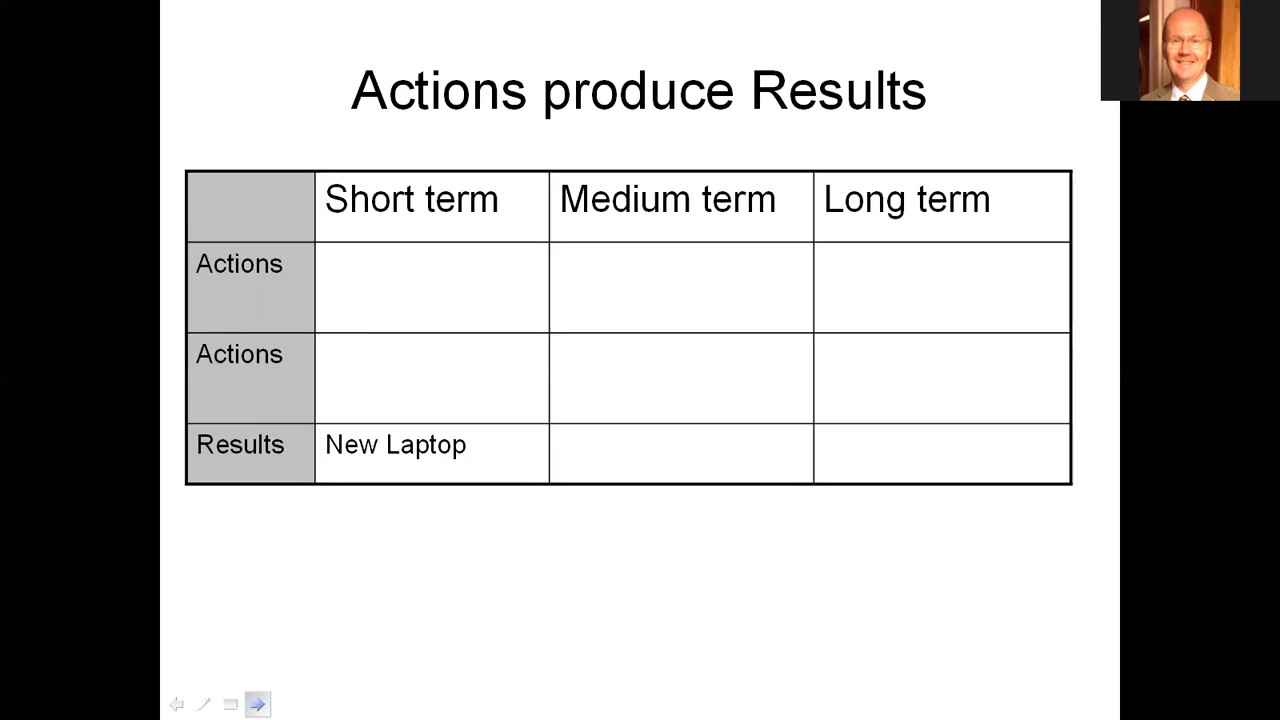 Actions produce Results
Short term Medium term Long term
Actions
Actions
Results New Laptop